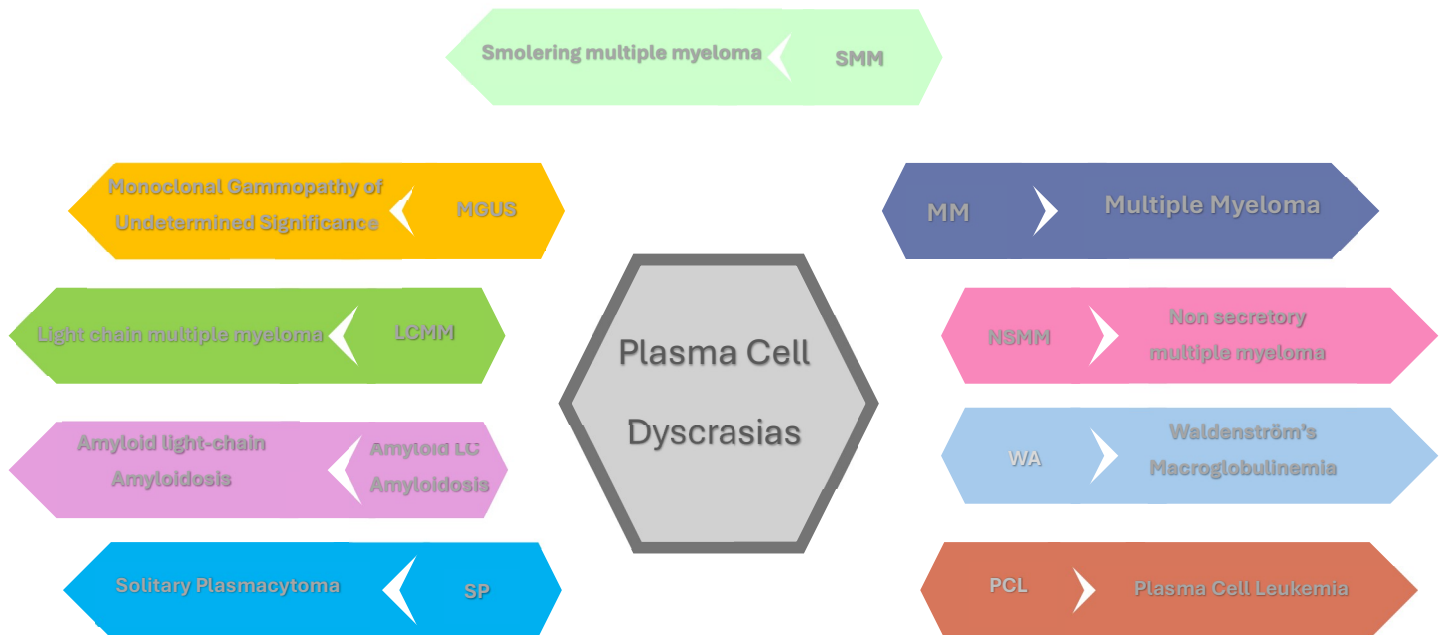 Smolering multiple myeloma
SMM
Monoclonal Gammopathy of
Undetermined Significance
MGUS
MM
Multiple Myeloma
Light chain multiple myeloma
LCMM
NSMM
Non secretory
multiple myeloma
Plasma Cell
Dyscrasias
Amyloid light-chain
Amyloidosis
Amyloid LC
Amyloidosis
WA
Waldenström's
Macroglobulinemia
Solitary Plasmacytoma
SP
PCL
Plasma Cell Leukemia